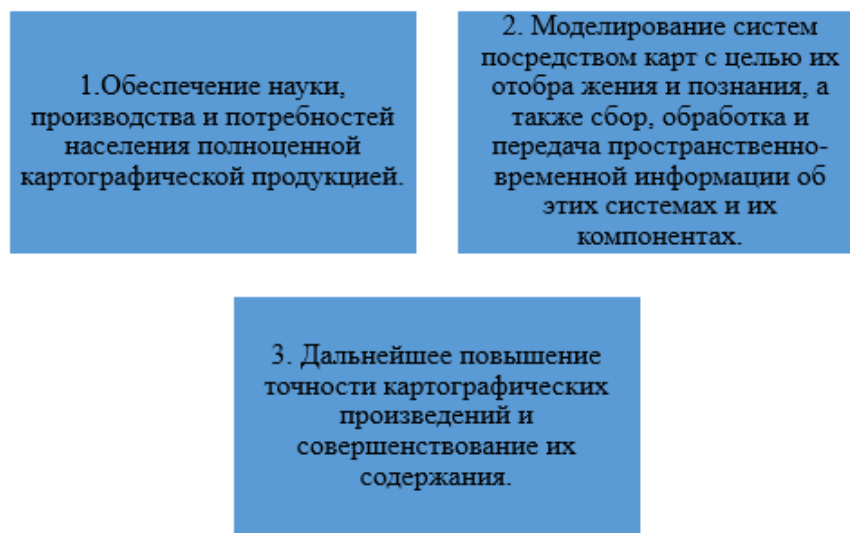 1.Обеспечение науки,
производства и потребностей
населения полноценной
картографической продукцией.
2. Моделирование систем
посредством карт с целью их
отобра жения и познания, а
также сбор, обработка и
передача пространственно-
временной информации об
этих системах и их
компонентах.
3. Дальнейшее повышение
точности картографических
произведений и
совершенствование их
содержания.